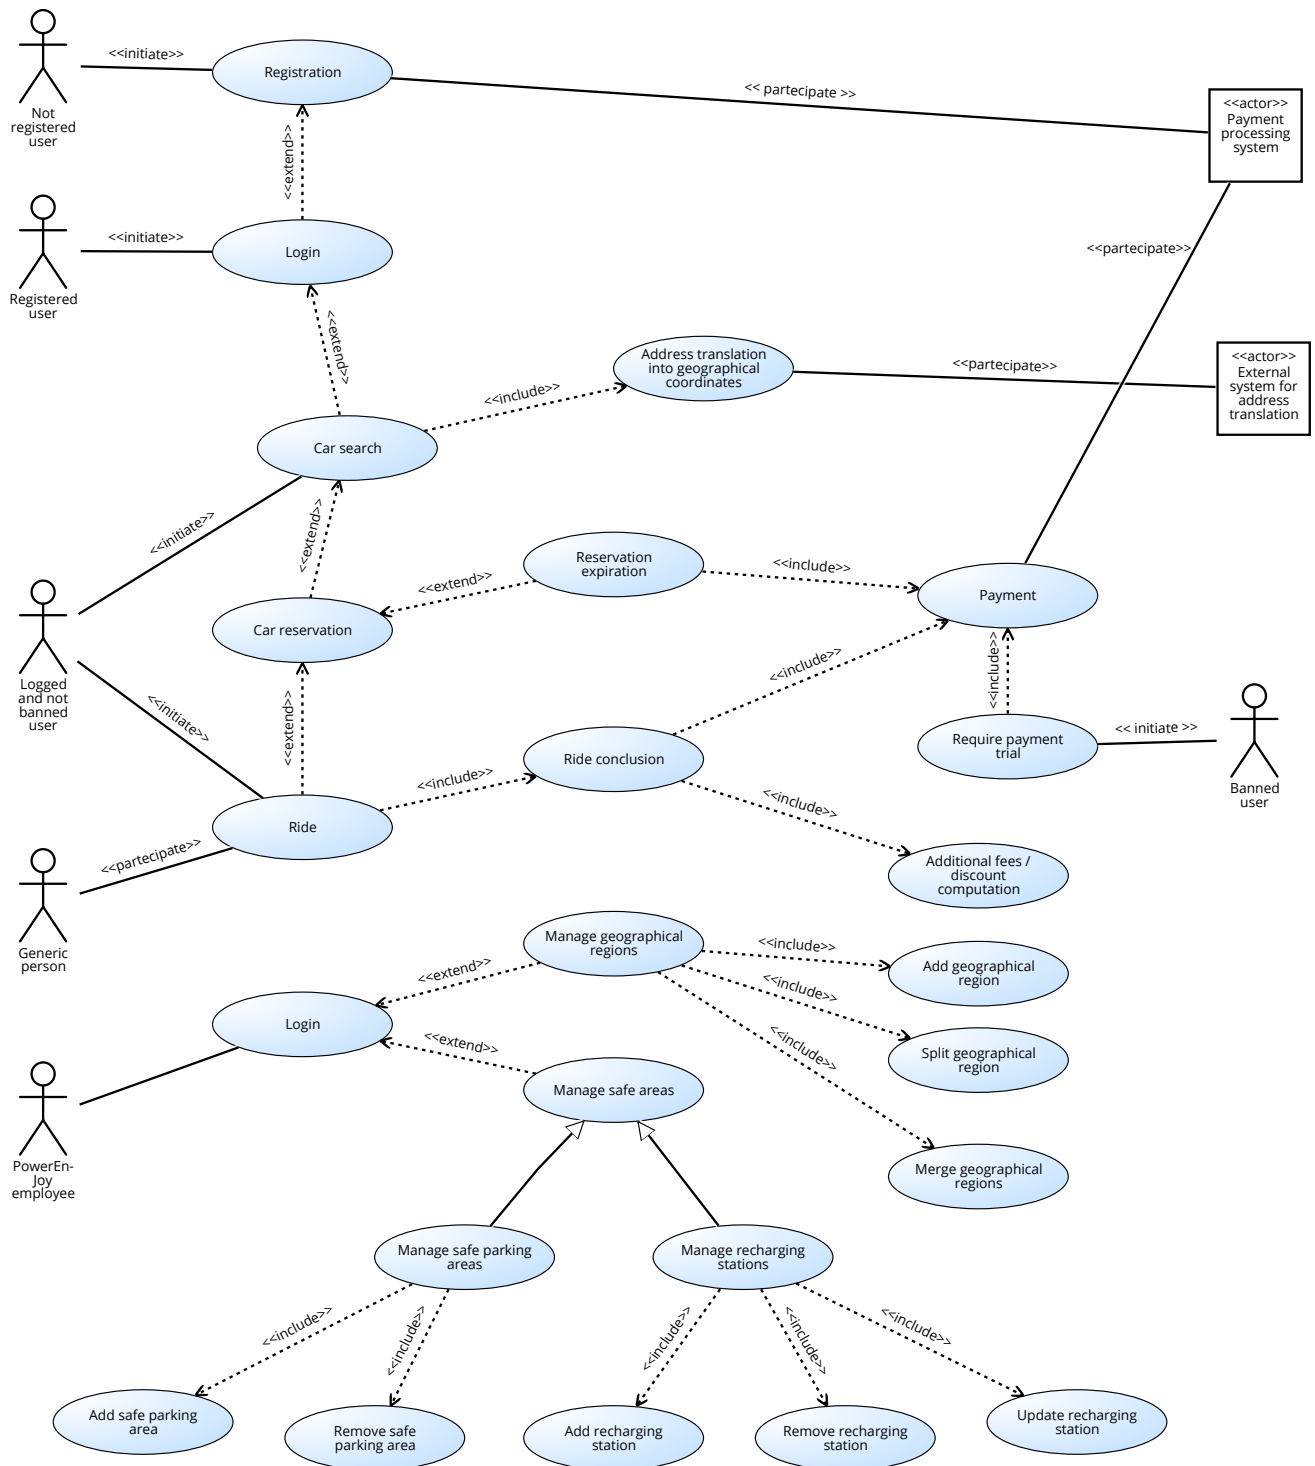 <<initiate>>
Registration
<< partecipate >>
<<actor>>
Payment
processing
system
Not
registered
user
<<extend>>
<<initiate>>
Login
<<partecipate>>
Registered
user
<<extend>>
Address translation
into geographical
coordinates
<<partecipate>>
<<actor>>
External
system for
address
translation
<<include>>
Car search
<<initiate>>
<<extend>>
Reservation
expiration
<<include>>
<<extend>>
Payment
Car reservation
<<include>>
<<include>>
Logged
and not
banned
user
<<initiate>>
<<extend>>
Ride conclusion
Require payment
trial
<< initiate >>
Banned
user
<<include>>
<<include>>
Ride
<<partecipate>>
Additional fees /
discount
computation
Generic
person
Manage geographical
regions
<<include>>
Add geographical
region
<<extend>>
<<include>>
Login
<<extend>>
<<include>>
Split geographical
region
Manage safe areas
PowerEn-
Joy
employee
Merge geographical
regions
Manage safe parking
areas
Manage recharging
stations
<<include>>
<<include>>
<<include>>
<<include>>
<<include>>
Add safe parking
area
Remove safe
parking area
Add recharging
station
Remove recharging
station
Update recharging
station